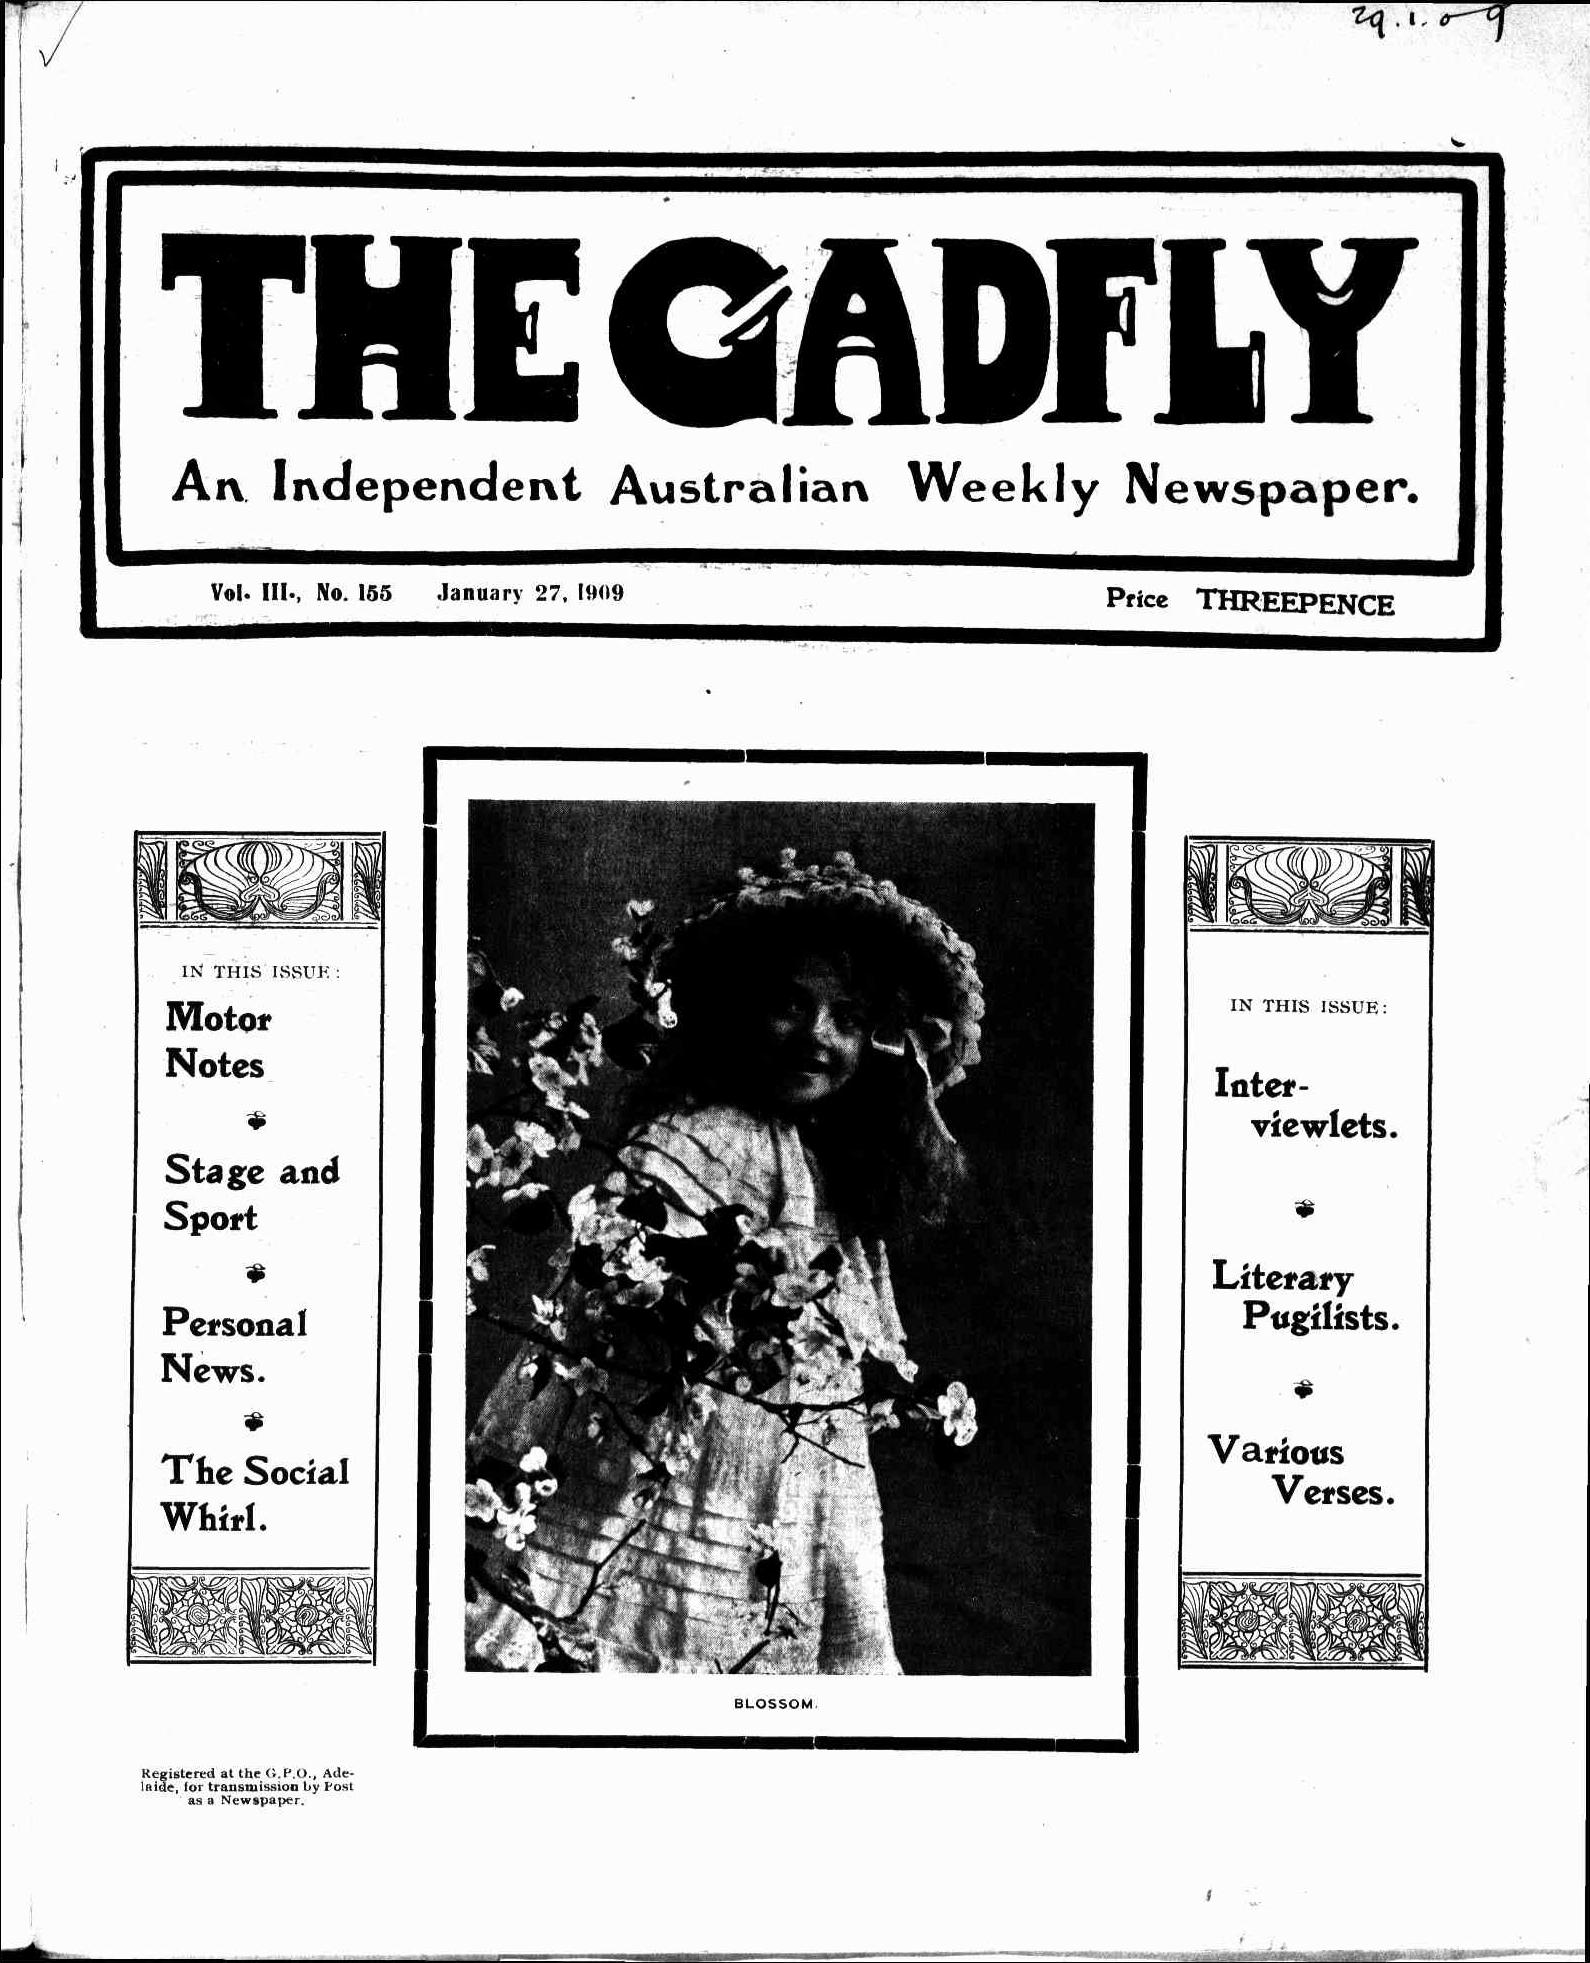 29.1.09
THE GADFLY
An Independent Australian Weekly Newspaper.
Vol. III., No. 155 January 27, 1909 Price THREEPENCE
IN THIS ISSUE:
Motor
Notes
Stage and
Sport
Personal
News.
The Social
Whirl.
BLOSSOM.
IN THIS ISSUE:
Inter-
viewlets.
Literary
Pugilists.
Various
Verses.
Registered at the G.P.O., Ade-
laide, for transmission by Post
as a Newspaper.